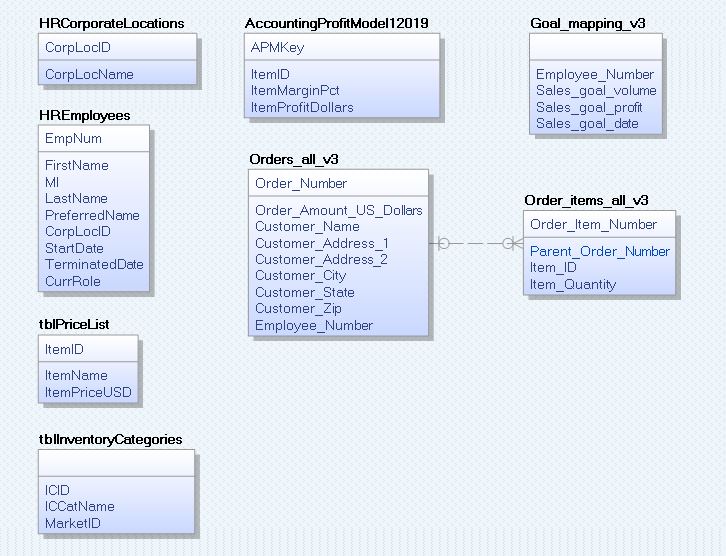 HRCorporateLocations
CorpLocID
CorpLocName
HREmployees
EmpNum
FirstName
MI
LastName
PreferredName
CorpLocID
StartDate
TerminatedDate
CurrRole
tblPriceList
ItemID
ItemName
ItemPriceUSD
tblInventoryCategories
ICID
ICCatName
MarketID
AccountingProfitModel12019
APMKey
ItemID
ItemMarginPct
ItemProfitDollars
Orders_all_v3
Order_Number
Order_Amount_US_Dollars
Customer_Name
Customer_Address_1
Customer_Address_2
Customer_City
Customer_State
Customer_Zip
Employee_Number
Goal_mapping_v3
Employee_Number
Sales_goal_volume
Sales_goal_profit
Sales_goal_date
Order_items_all_v3
Order_Item_Number
Parent_Order_Number
Item_ID
Item_Quantity